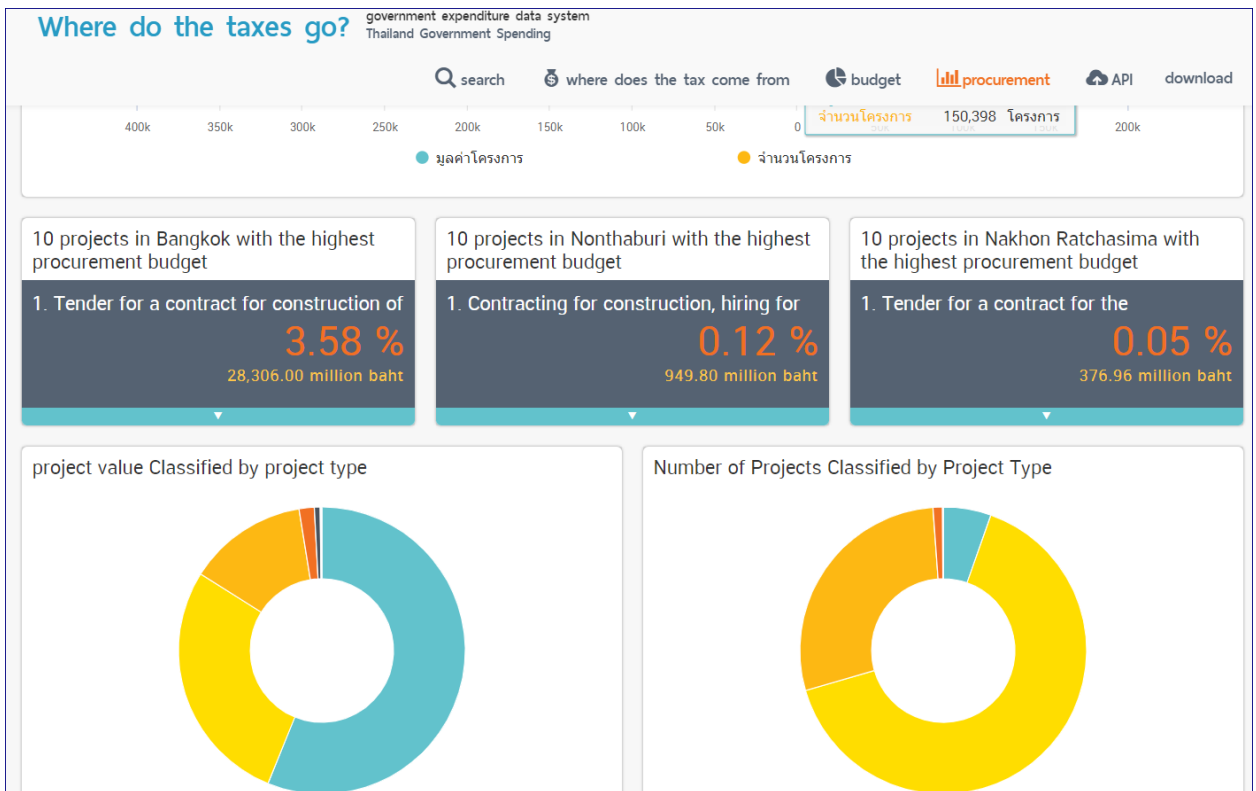 Where do the taxes go?
government expenditure data system
Thailand Government Spending
search
where does the tax come from
budget
procurement
API
download
จำนวนโครงการ 150,398 โครงการ
400k 350k 300k 250k 200k 150k 100k 50k 0 50k 100k 150k 200k
มูลค่าโครงการ
จำนวนโครงการ
10 projects in Bangkok with the highest
procurement budget
1. Tender for a contract for construction of
3.58 %
28,306.00 million baht
10 projects in Nonthaburi with the highest
procurement budget
1. Contracting for construction, hiring for
0.12 %
949.80 million baht
10 projects in Nakhon Ratchasima with
the highest procurement budget
1. Tender for a contract for the
0.05 %
376.96 million baht
project value Classified by project type
Number of Projects Classified by Project Type